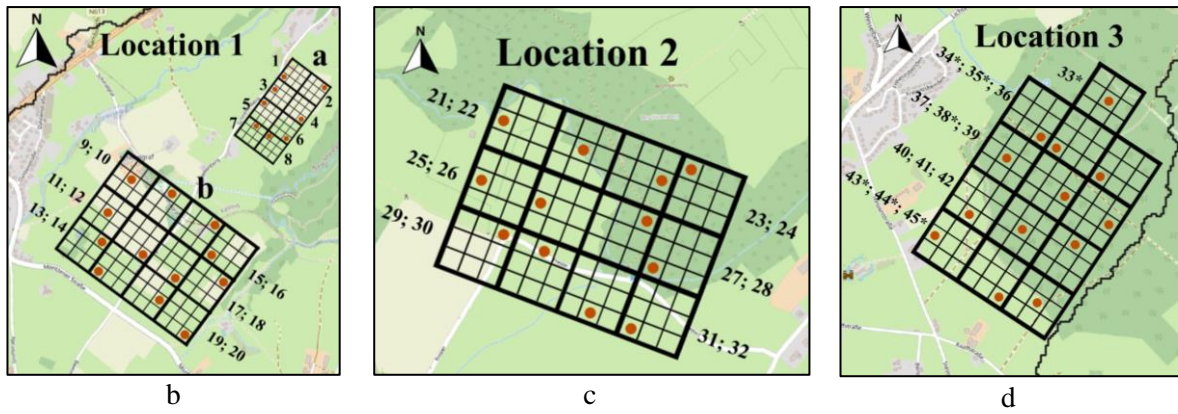 N
Location 1
a
1
2
3
4
5
6
7
8
b
9; 10
11; 12
13; 14
15; 16
17; 18
19; 20
b
N
Location 2
21; 22
23; 24
25; 26
27; 28
29; 30
31; 32
c
N
Location 3
33*
34*; 35*; 36
37; 38*; 39
40; 41; 42
43*; 44*; 45*
d